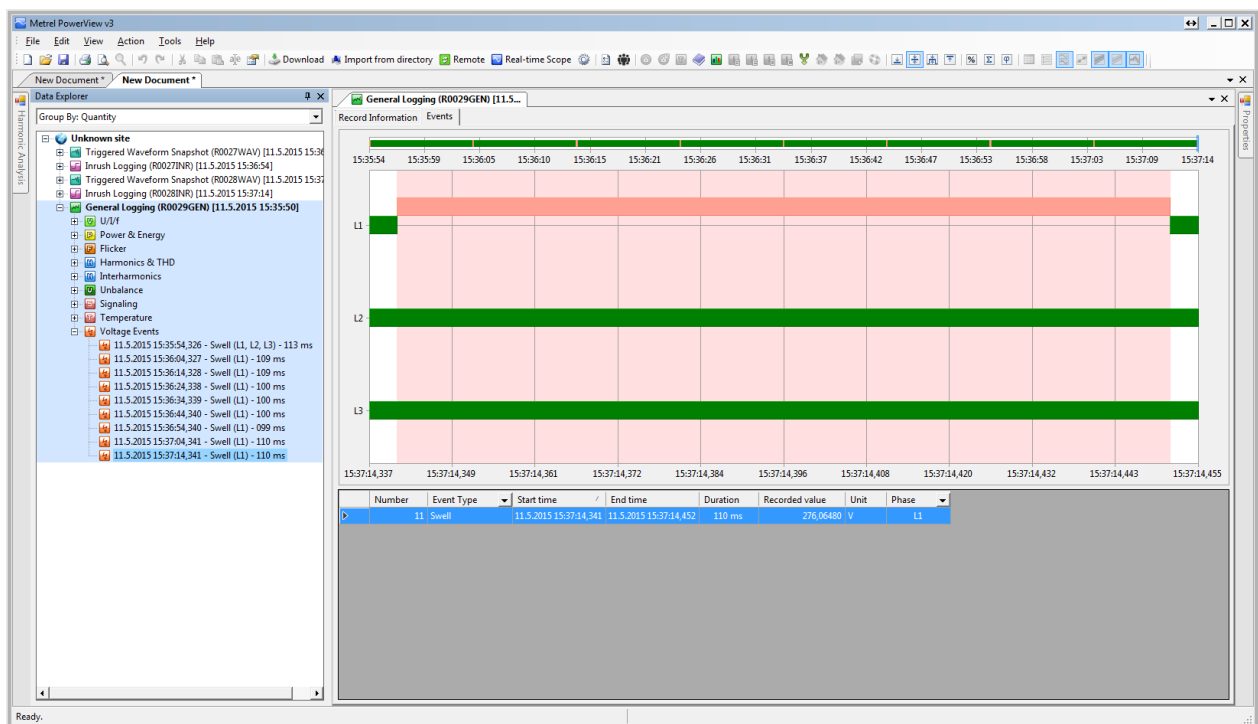 Metrel PowerView v3
File Edit View Action Tools Help
Download Import from directory Remote Real-time Scope
New Document * New Document *
Data Explorer
Group By: Quantity
Unknown site
Triggered Waveform Snapshot (R0027WAV) [11.5.2015 15:36
Inrush Logging (R0027INR) [11.5.2015 15:36:54]
Triggered Waveform Snapshot (R0028WAV) [11.5.2015 15:37
Inrush Logging (R0028INR) [11.5.2015 15:37:14]
General Logging (R0029GEN) [11.5.2015 15:35:50]
U/I/f
Power & Energy
Flicker
Harmonics & THD
Interharmonics
Unbalance
Signaling
Temperature
Voltage Events
11.5.2015 15:35:54,326 - Swell (L1, L2, L3) - 113 ms
11.5.2015 15:36:04,327 - Swell (L1) - 109 ms
11.5.2015 15:36:14,328 - Swell (L1) - 109 ms
11.5.2015 15:36:24,338 - Swell (L1) - 100 ms
11.5.2015 15:36:34,339 - Swell (L1) - 100 ms
11.5.2015 15:36:44,340 - Swell (L1) - 100 ms
11.5.2015 15:36:54,340 - Swell (L1) - 099 ms
11.5.2015 15:37:04,341 - Swell (L1) - 110 ms
11.5.2015 15:37:14,341 - Swell (L1) - 110 ms
Harmonic Analysis
General Logging (R0029GEN) [11.5...
Record Information Events
15:35:54 15:35:59 15:36:05 15:36:10 15:36:15 15:36:21 15:36:26 15:36:31 15:36:37 15:36:42 15:36:47 15:36:53 15:36:58 15:37:03 15:37:09 15:37:14
L1
L2
L3
15:37:14,337 15:37:14,349 15:37:14,361 15:37:14,372 15:37:14,384 15:37:14,396 15:37:14,408 15:37:14,420 15:37:14,432 15:37:14,443 15:37:14,455
Number Event Type Start time End time Duration Recorded value Unit Phase
11 Swell 11.5.2015 15:37:14,341 11.5.2015 15:37:14,452 110 ms 276,06480 V L1
Properties
Ready.